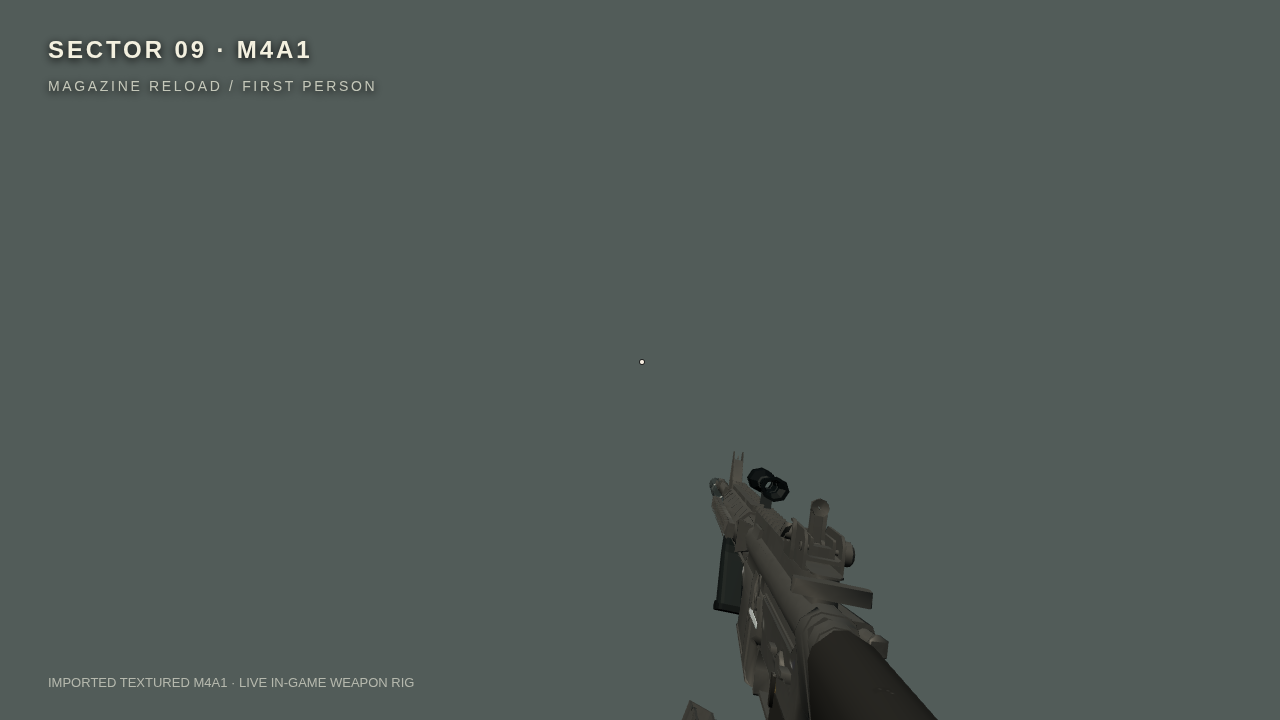 SECTOR 09 · M4A1
MAGAZINE RELOAD / FIRST PERSON
IMPORTED TEXTURED M4A1 · LIVE IN-GAME WEAPON RIG